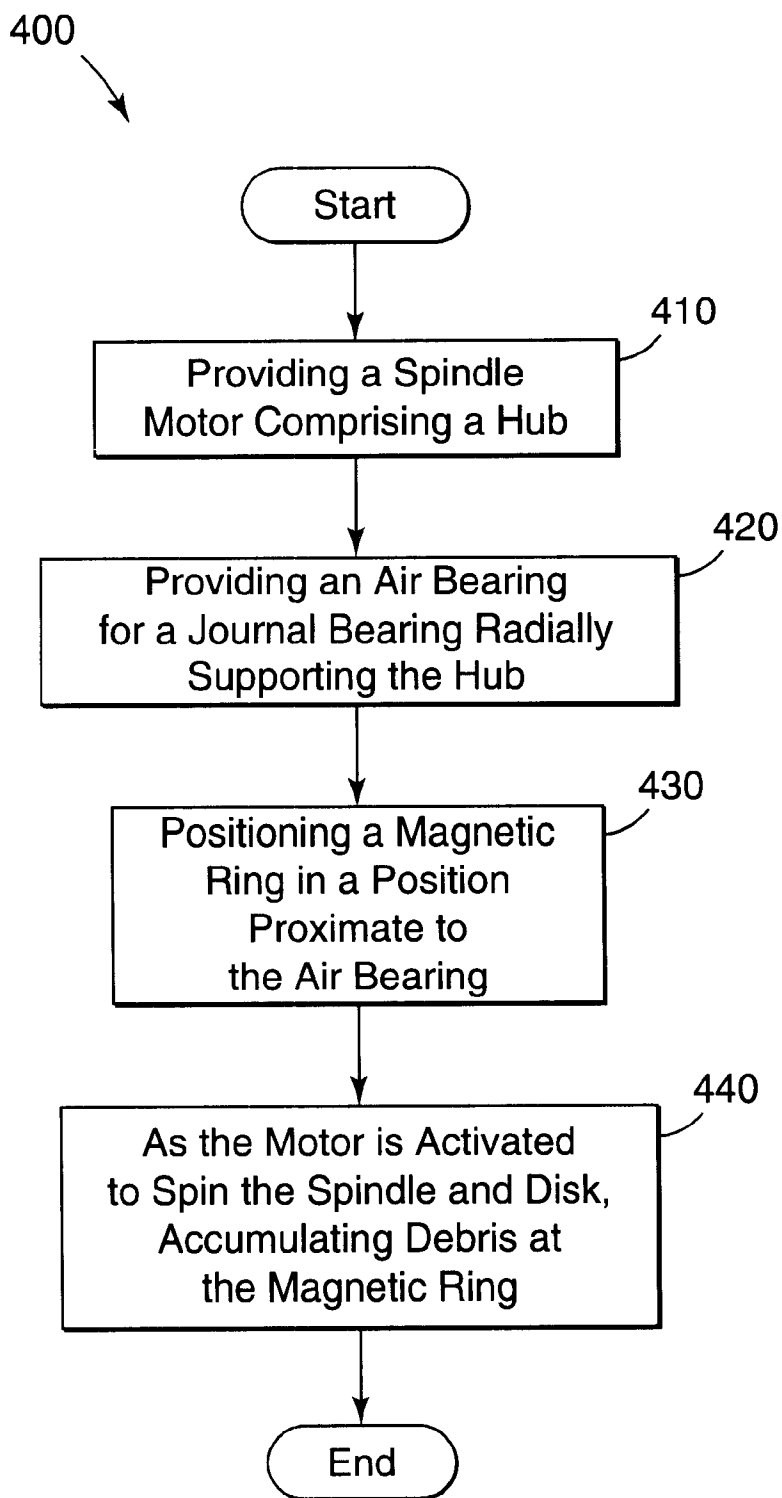 400
Start
410
Providing a Spindle
Motor Comprising a Hub
420
Providing an Air Bearing
for a Journal Bearing Radially
Supporting the Hub
430
Positioning a Magnetic
Ring in a Position
Proximate to
the Air Bearing
440
As the Motor is Activated
to Spin the Spindle and Disk,
Accumulating Debris at
the Magnetic Ring
End